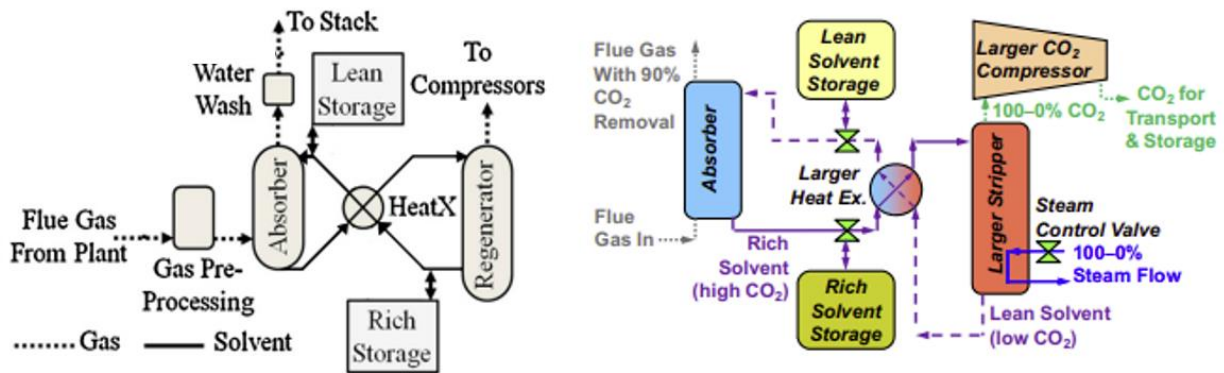 To Stack
Water
Wash
Lean
Storage
To
Compressors
Absorber
HeatX
Regenerator
Flue Gas
From Plant
Gas Pre-
Processing
Rich
Storage
Gas
Solvent
Flue Gas
With 90%
CO₂
Removal
Lean
Solvent
Storage
Larger CO₂
Compressor
100–0% CO₂
CO₂ for
Transport
& Storage
Absorber
Larger
Heat Ex.
Larger Stripper
Steam
Control Valve
100–0%
Steam Flow
Flue
Gas In
Rich
Solvent
(high CO₂)
Rich
Solvent
Storage
Lean Solvent
(low CO₂)